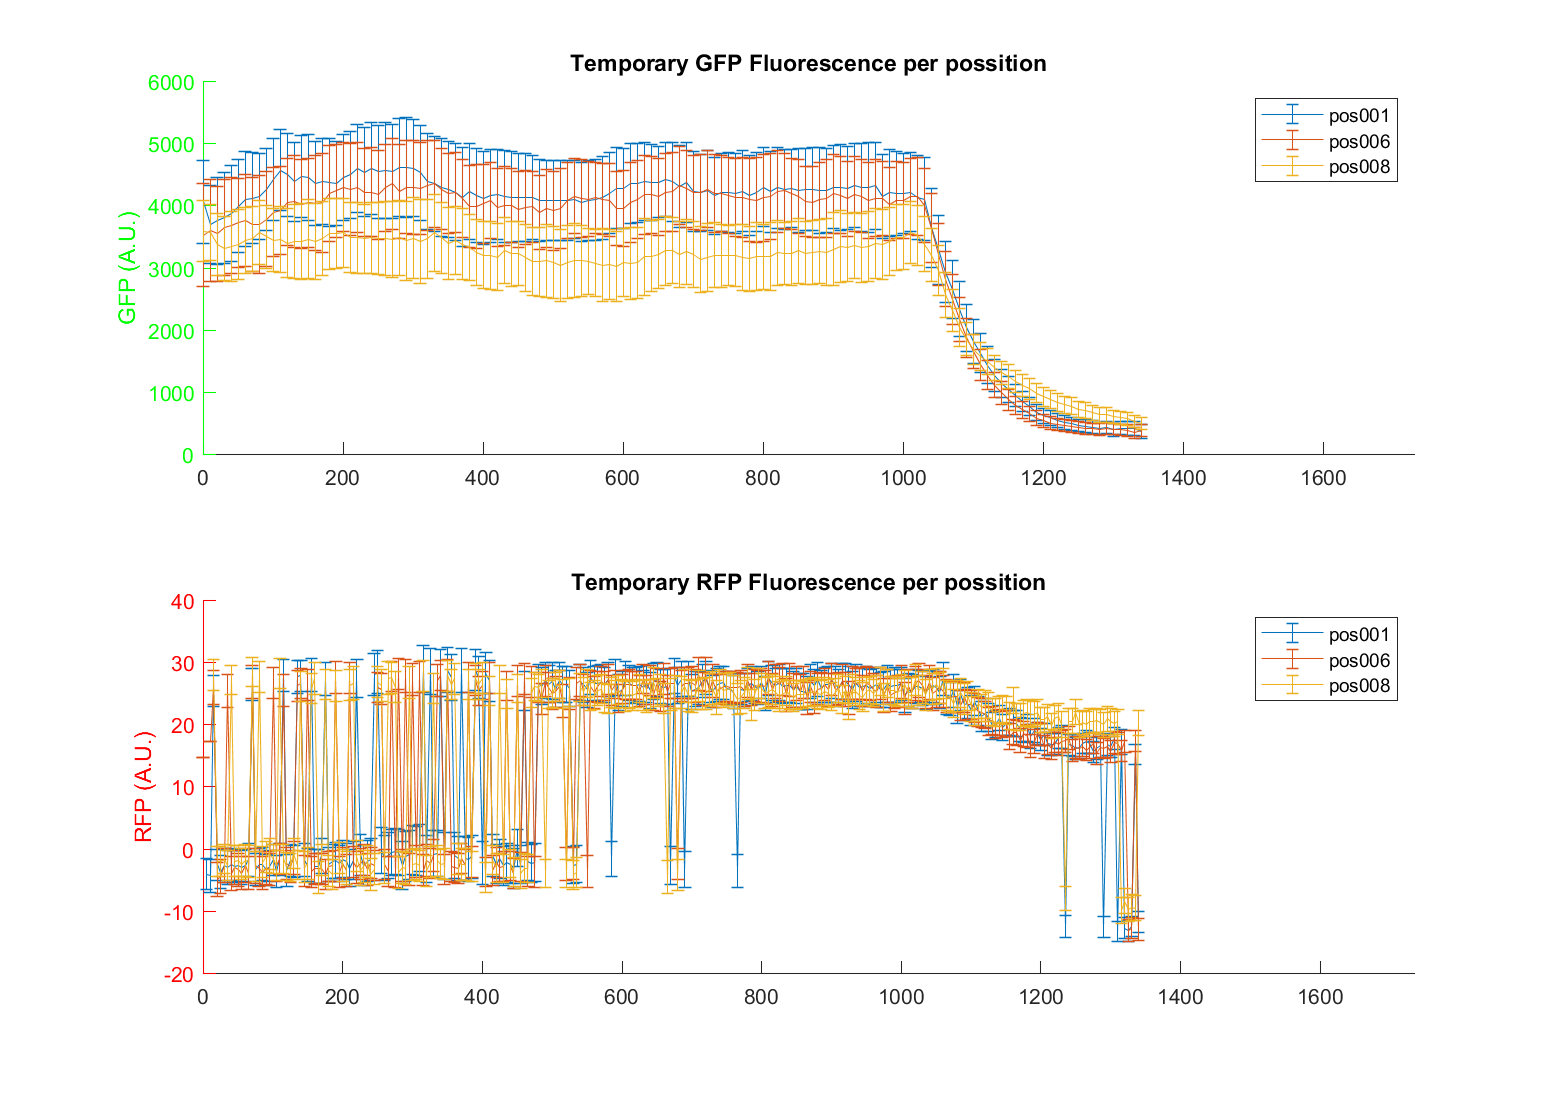 Temporary GFP Fluorescence per possition
GFP (A.U.)
6000
5000
4000
3000
2000
1000
0
0 200 400 600 800 1000 1200 1400 1600
pos001
pos006
pos008
Temporary RFP Fluorescence per possition
RFP (A.U.)
40
30
20
10
0
-10
-20
0 200 400 600 800 1000 1200 1400 1600
pos001
pos006
pos008